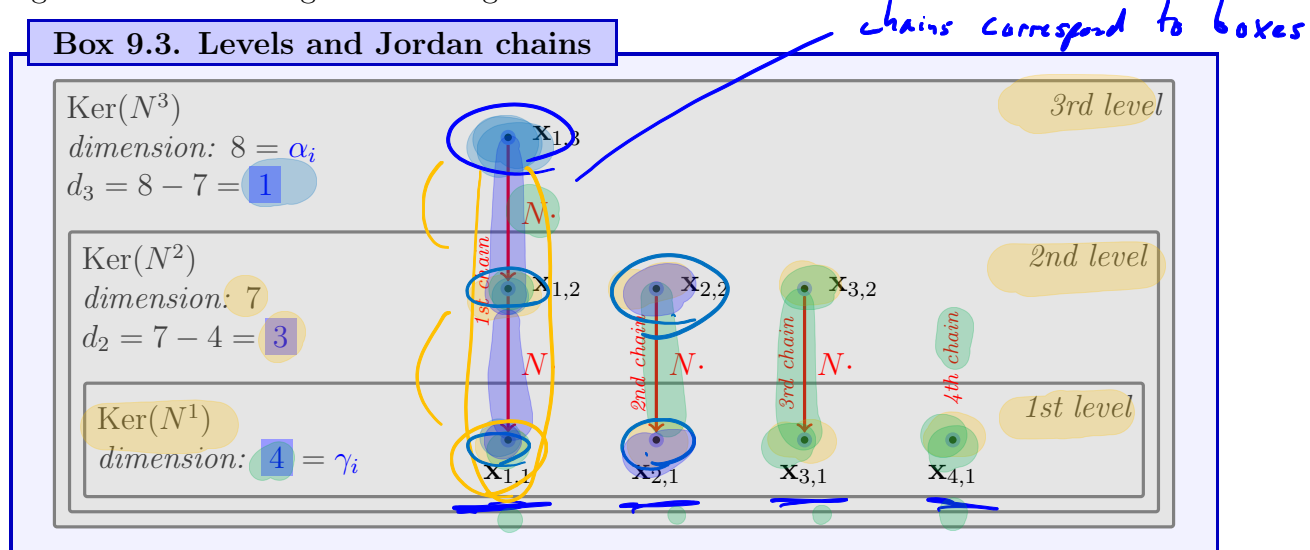 chains correspond to boxes
Box 9.3. Levels and Jordan chains
Ker(N³)
dimension: 8 = αᵢ
d₃ = 8 − 7 = 1
3rd level
x₁,₃
N·
1st chain
Ker(N²)
dimension: 7
d₂ = 7 − 4 = 3
2nd level
x₁,₂
x₂,₂
x₃,₂
N·
2nd chain
N·
3rd chain
N·
4th chain
Ker(N¹)
dimension: 4 = γᵢ
1st level
x₁,₁
x₂,₁
x₃,₁
x₄,₁